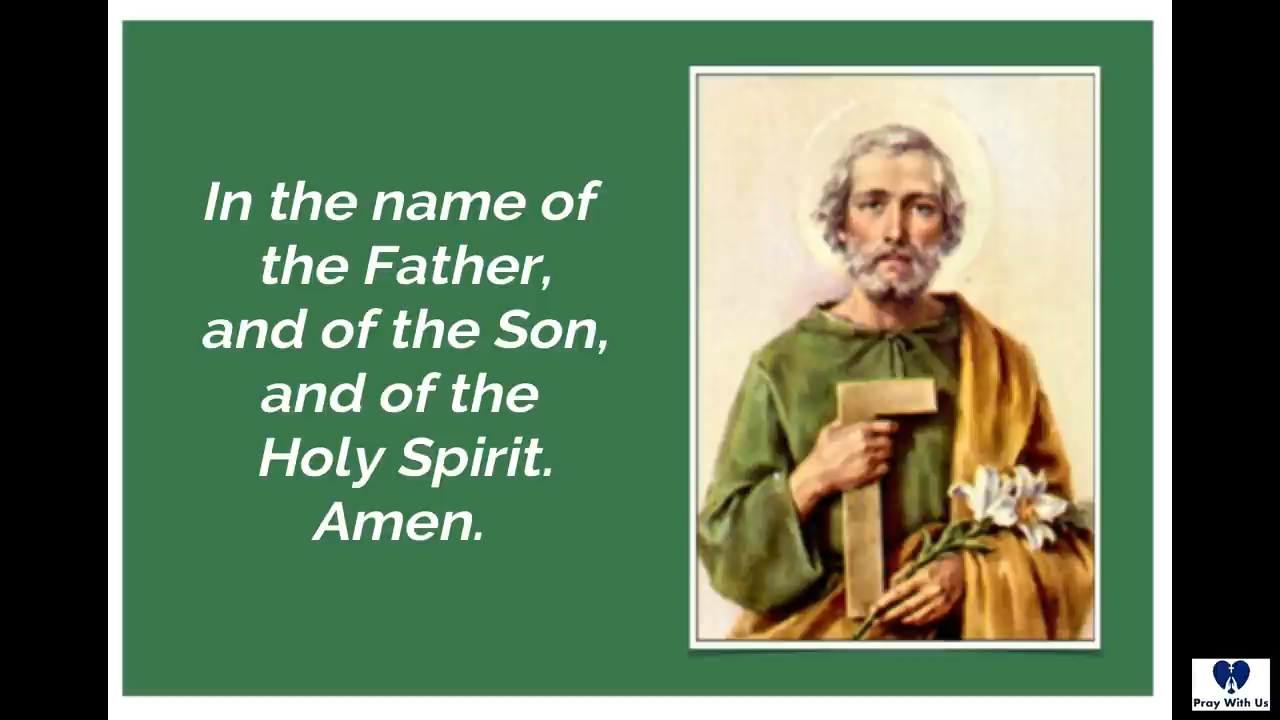 In the name of
the Father,
and of the Son,
and of the
Holy Spirit.
Amen.
Pray With Us